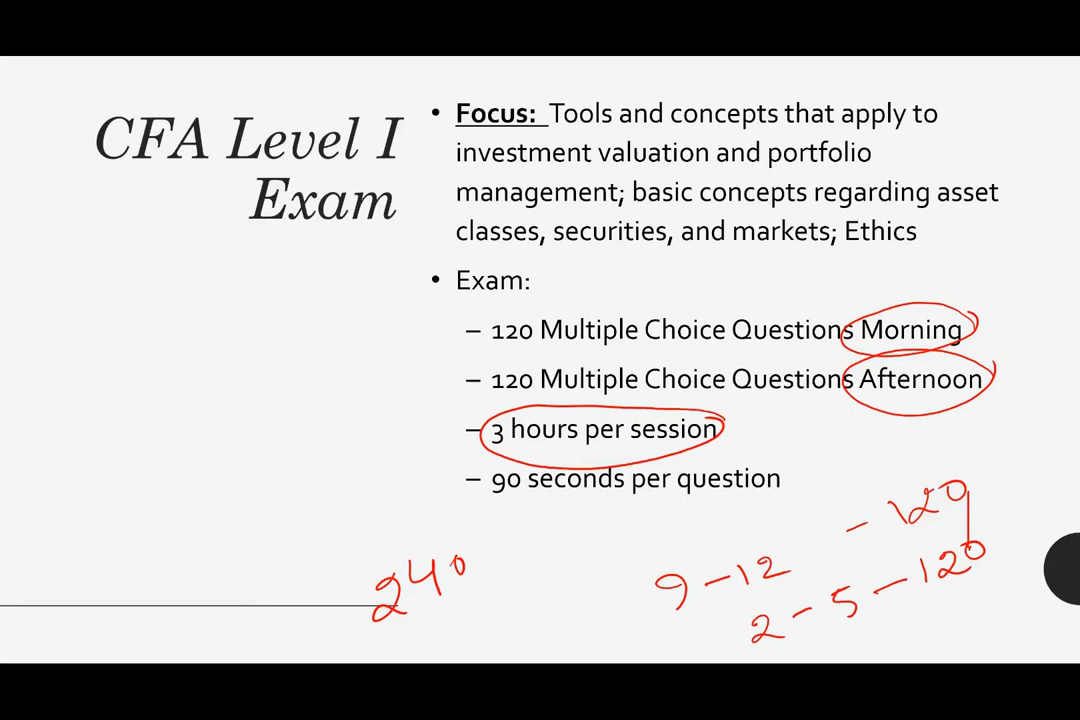 CFA Level I
Exam
• Focus: Tools and concepts that apply to
investment valuation and portfolio
management; basic concepts regarding asset
classes, securities, and markets; Ethics
• Exam:
– 120 Multiple Choice Questions Morning
– 120 Multiple Choice Questions Afternoon
– 3 hours per session
– 90 seconds per question
9 – 12 – 120
2 – 5 – 120
240